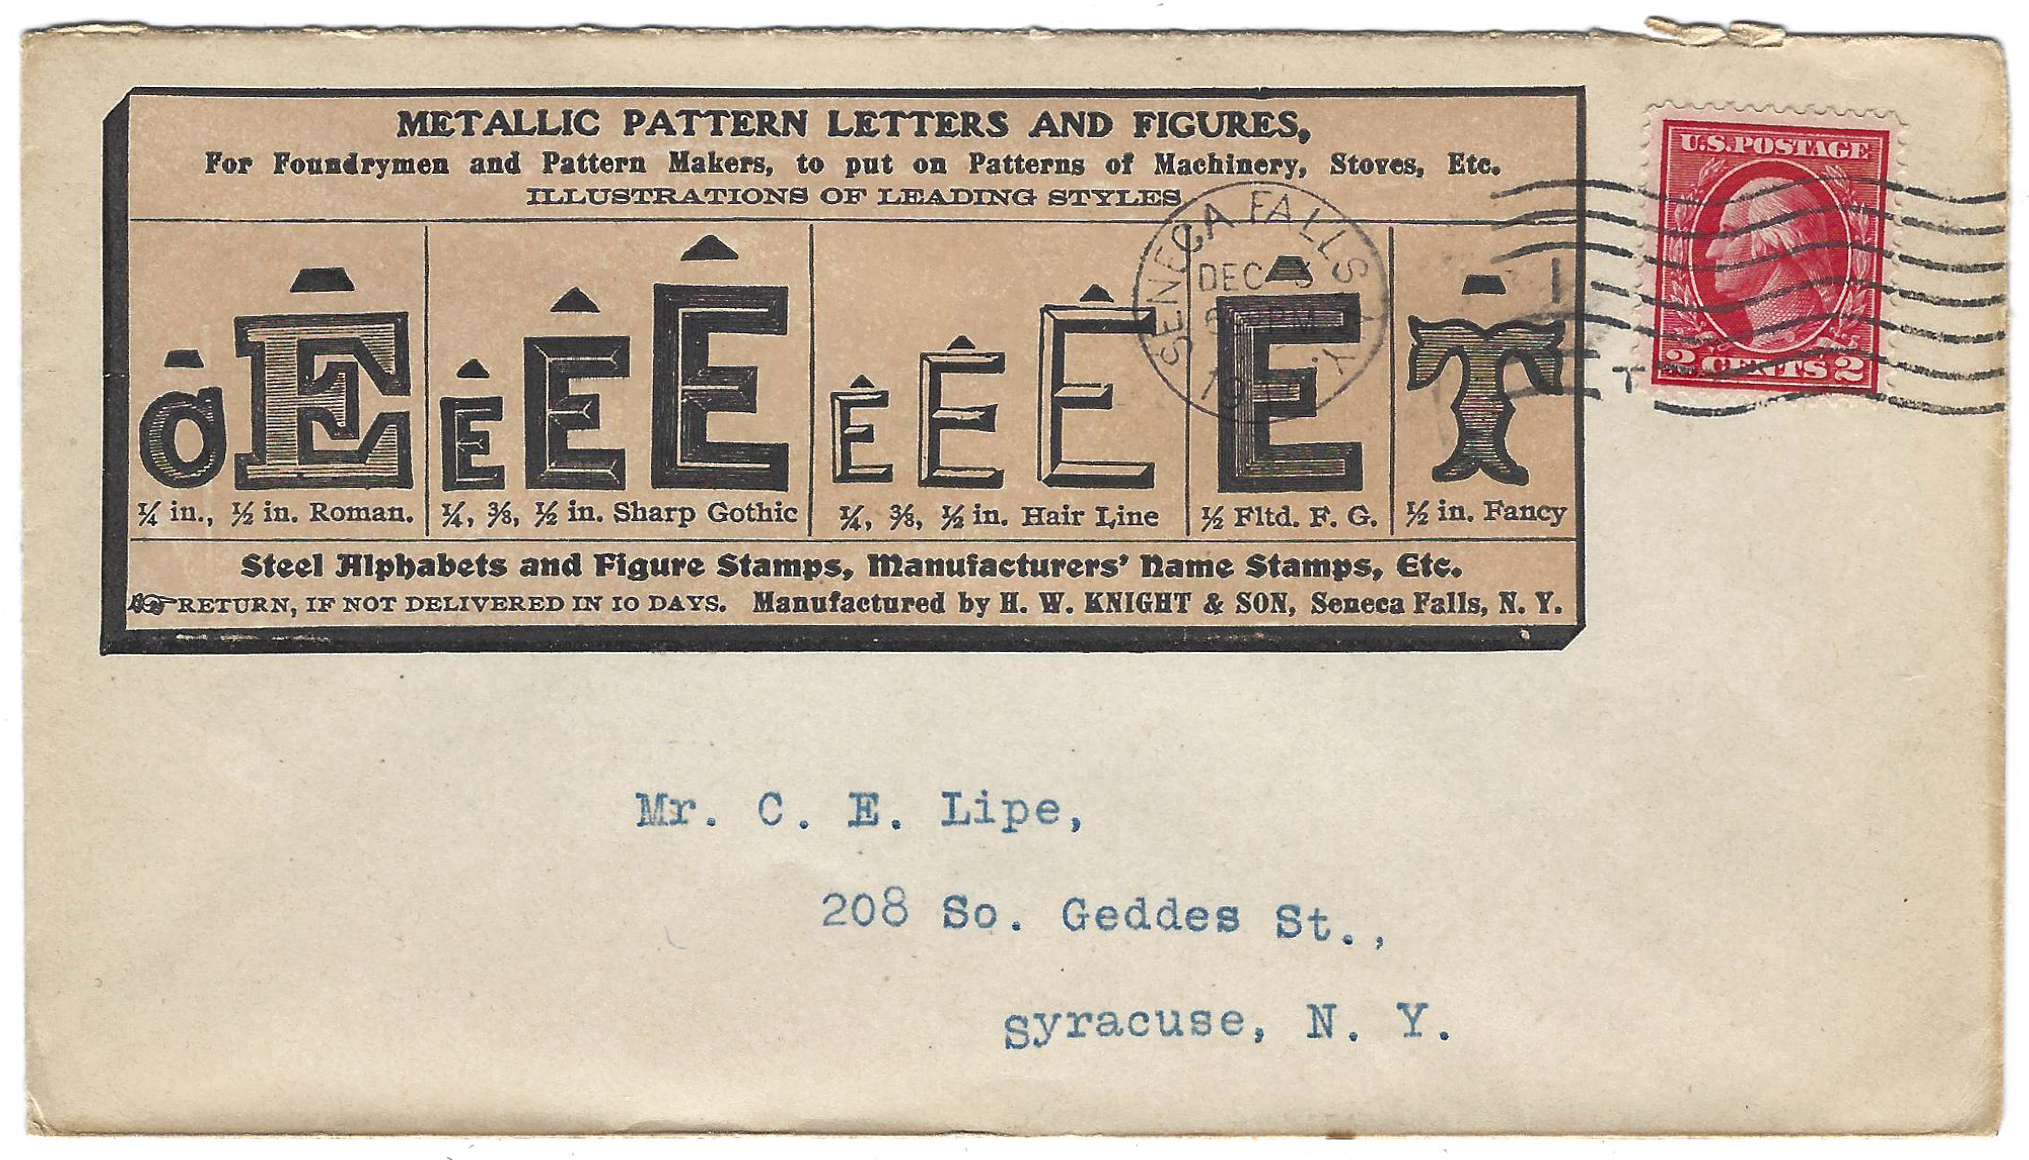 METALLIC PATTERN LETTERS AND FIGURES,
For Foundrymen and Pattern Makers, to put on Patterns of Machinery, Stoves, Etc.
ILLUSTRATIONS OF LEADING STYLES
a E E E E E E E E T
¼ in., ½ in. Roman. ¼, ⅜, ½ in. Sharp Gothic ¼, ⅜, ½ in. Hair Line ½ Fltd. F. G. ½ in. Fancy
Steel Alphabets and Figure Stamps, Manufacturers' Name Stamps, Etc.
RETURN, IF NOT DELIVERED IN 10 DAYS. Manufactured by H. W. KNIGHT & SON, Seneca Falls, N. Y.
SENECA FALLS N.Y.
DEC 3
PM
U.S. POSTAGE
2 CENTS 2
Mr. C. E. Lipe,
208 So. Geddes St.,
Syracuse, N. Y.